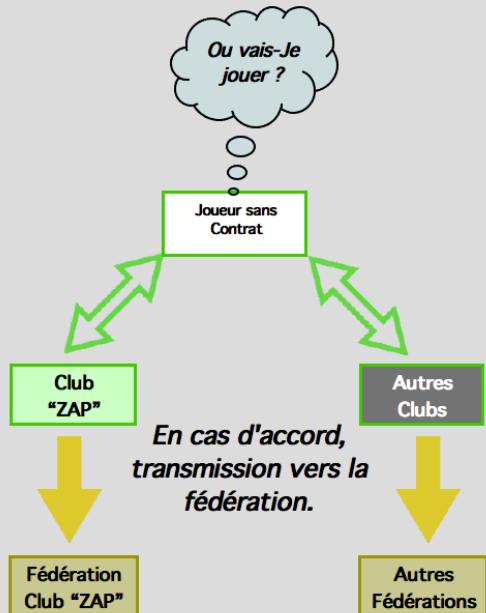 Ou vais-Je
jouer ?
Joueur sans
Contrat
Club
"ZAP"
Autres
Clubs
En cas d'accord,
transmission vers la
fédération.
Fédération
Club "ZAP"
Autres
Fédérations